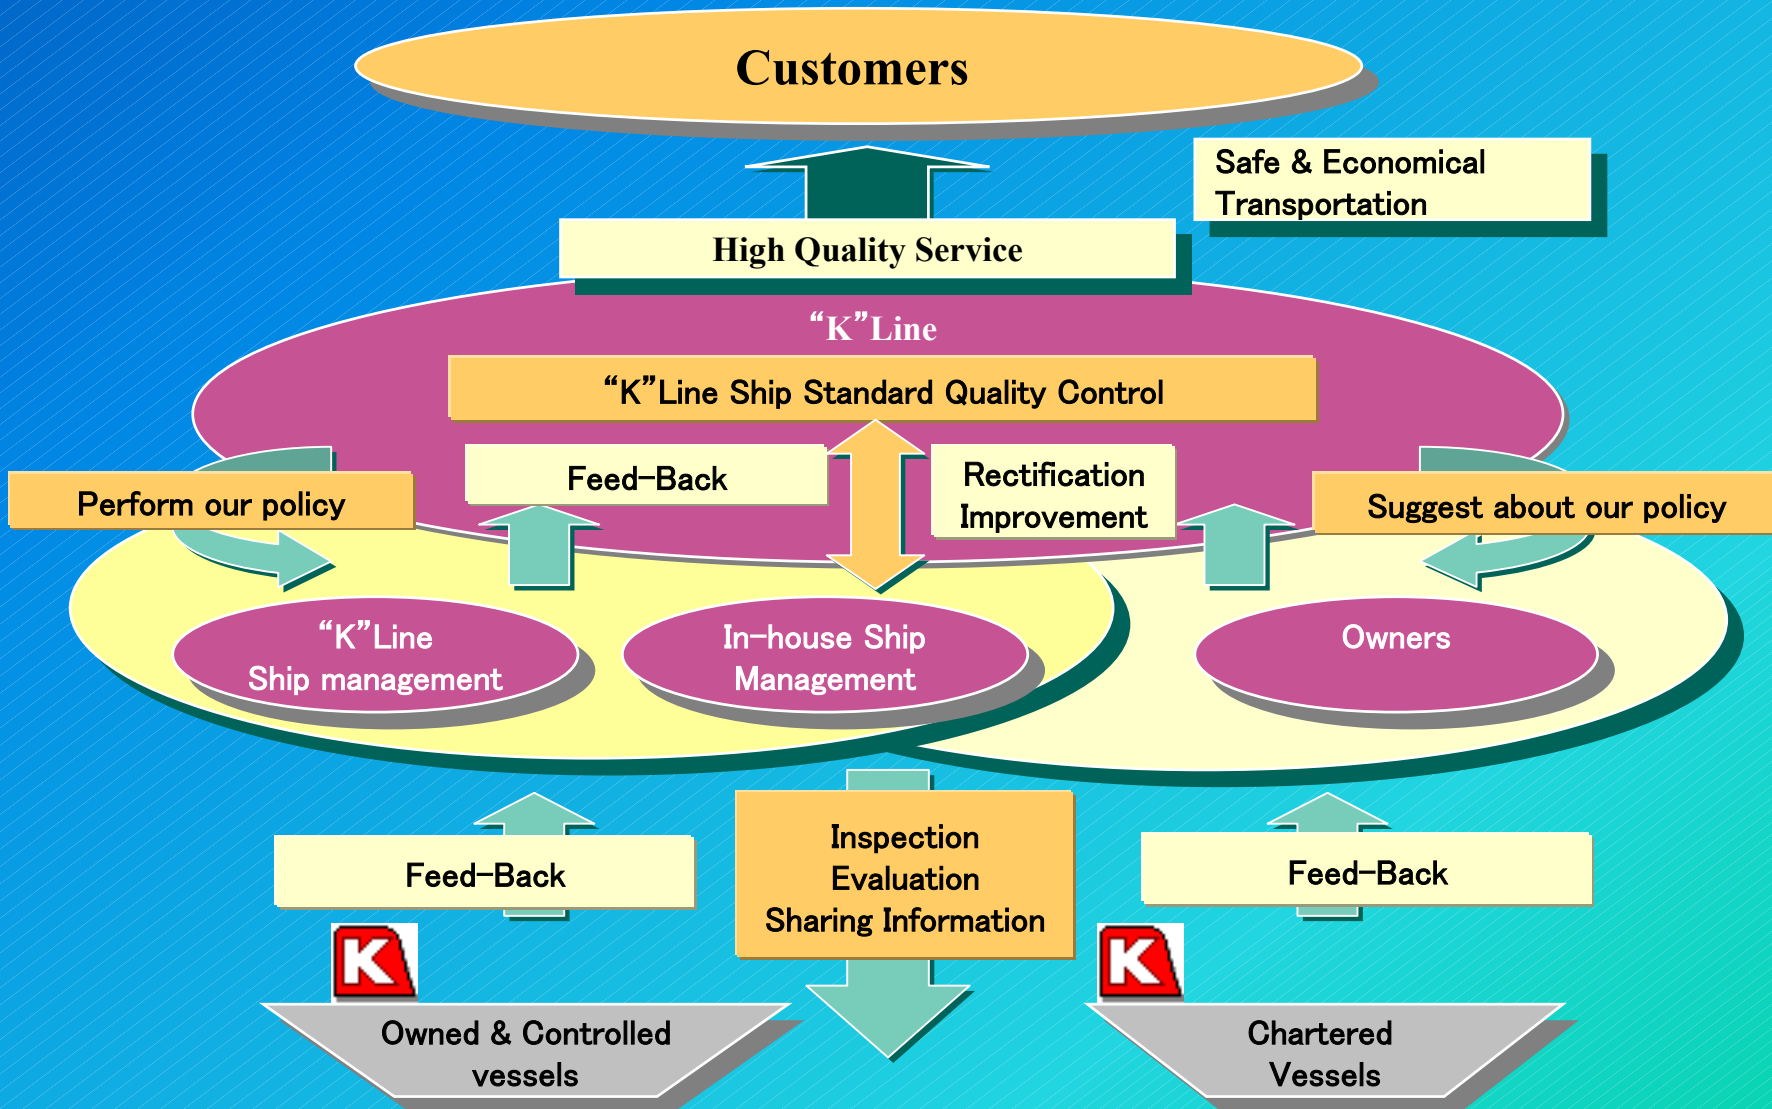 Customers
Safe & Economical
Transportation
High Quality Service
“K”Line
“K”Line Ship Standard Quality Control
Feed-Back
Rectification
Improvement
Perform our policy
Suggest about our policy
“K”Line
Ship management
In-house Ship
Management
Owners
Inspection
Evaluation
Sharing Information
Feed-Back
Feed-Back
K
K
Owned & Controlled
vessels
Chartered
Vessels